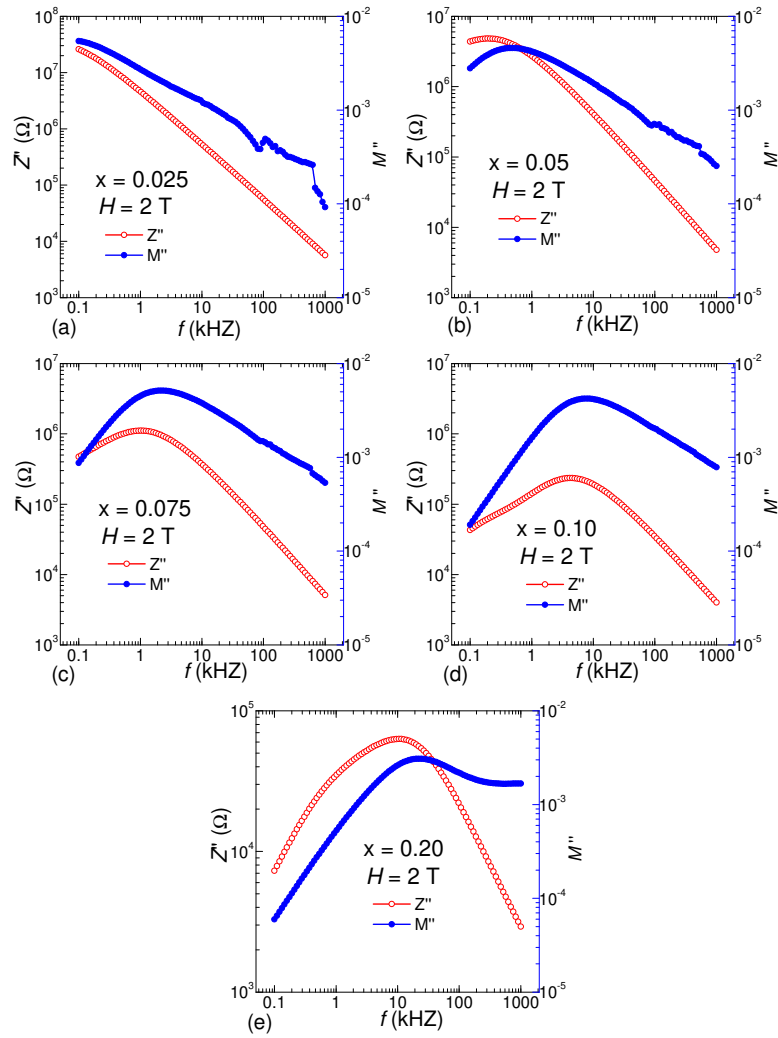 10^8
10^7
10^6
10^5
10^4
10^3
Z" (Ω)
10^-2
10^-3
10^-4
10^-5
M"
x = 0.025
H = 2 T
Z"
M"
0.1 1 10 100 1000
(a) f (kHZ)
10^7
10^6
10^5
10^4
10^3
Z" (Ω)
10^-2
10^-3
10^-4
10^-5
M"
x = 0.05
H = 2 T
Z"
M"
0.1 1 10 100 1000
(b) f (kHZ)
10^7
10^6
10^5
10^4
10^3
Z" (Ω)
10^-2
10^-3
10^-4
10^-5
M"
x = 0.075
H = 2 T
Z"
M"
0.1 1 10 100 1000
(c) f (kHZ)
10^7
10^6
10^5
10^4
10^3
Z" (Ω)
10^-2
10^-3
10^-4
10^-5
M"
x = 0.10
H = 2 T
Z"
M"
0.1 1 10 100 1000
(d) f (kHZ)
10^5
10^4
10^3
Z" (Ω)
10^-2
10^-3
10^-4
10^-5
M"
x = 0.20
H = 2 T
Z"
M"
0.1 1 10 100 1000
(e) f (kHZ)